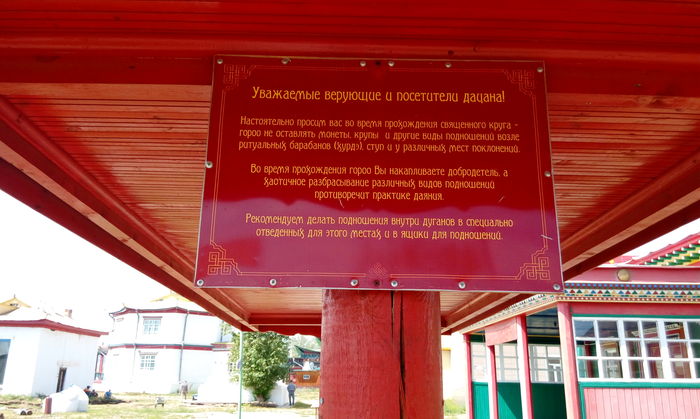 Уважаемые верующие и посетители дацана!
Настоятельно просим вас во время прохождения священного круга -
гороо не оставлять монеты, крупы и другие виды подношений возле
ритуальных барабанов (хурдэ), ступ и у различных мест поклонений.
Во время прохождения гороо Вы накапливаете добродетель, а
хаотичное разбрасывание различных видов подношений
противоречит практике даяния.
Рекомендуем делать подношения внутри дуганов в специально
отведенных для этого местах и в ящики для подношений.